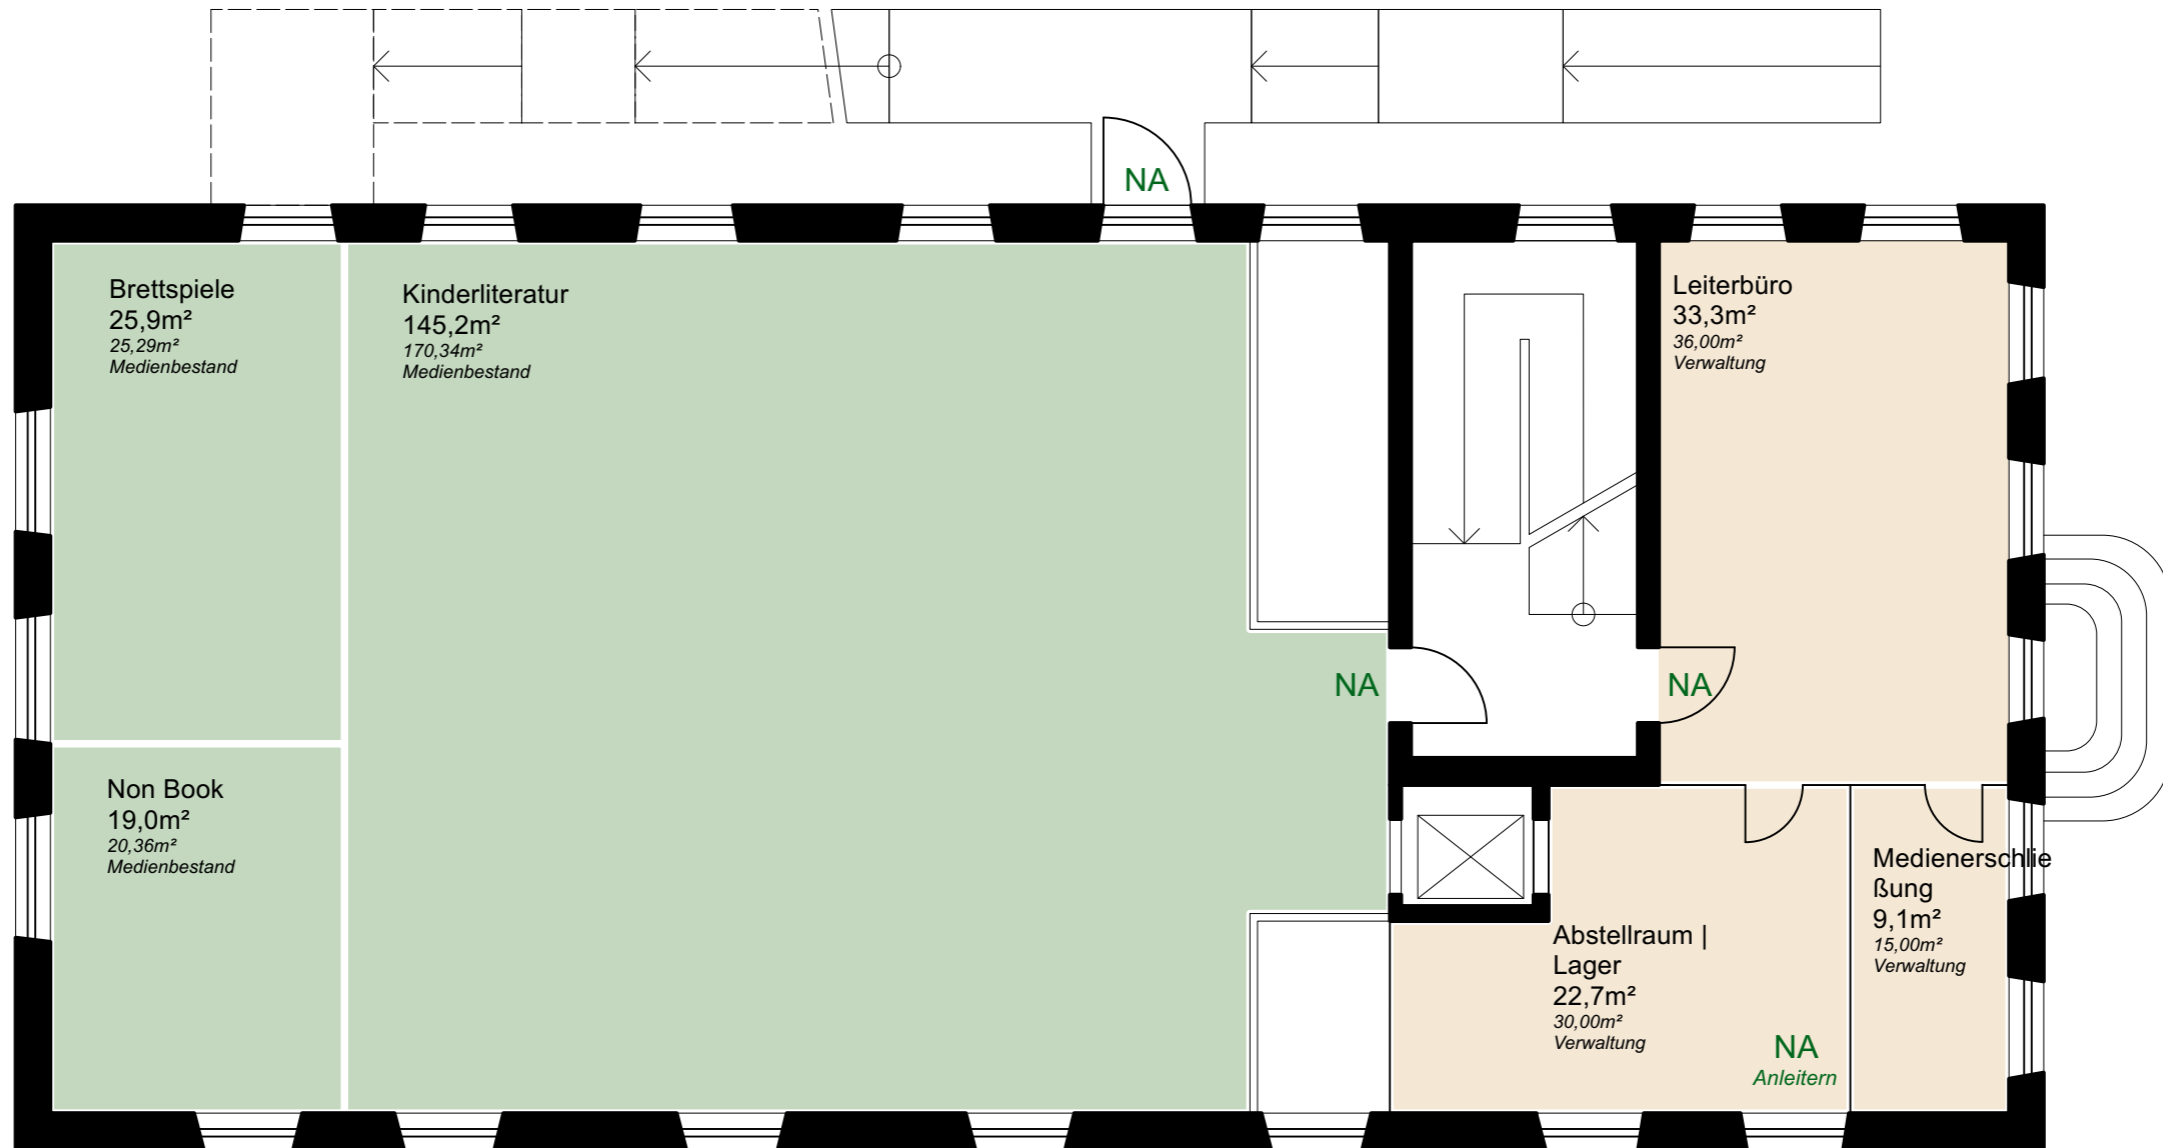 NA
Brettspiele
25,9m²
25,29m²
Medienbestand
Kinderliteratur
145,2m²
170,34m²
Medienbestand
Leiterbüro
33,3m²
36,00m²
Verwaltung
NA
NA
Non Book
19,0m²
20,36m²
Medienbestand
Medienerschlie
ßung
9,1m²
15,00m²
Verwaltung
Abstellraum |
Lager
22,7m²
30,00m²
Verwaltung
NA
Anleitern